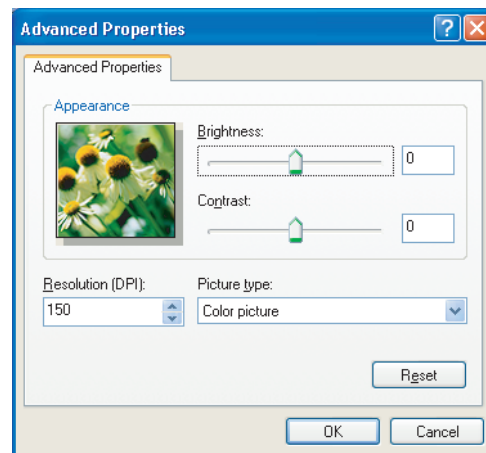 Advanced Properties
Advanced Properties
Appearance
Brightness:
0
Contrast:
0
Resolution (DPI):
150
Picture type:
Color picture
Reset
OK
Cancel